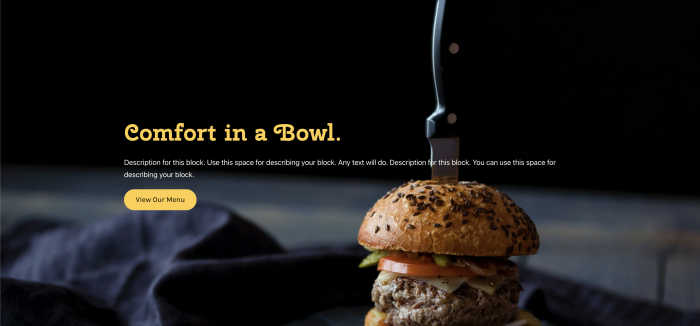 Comfort in a Bowl.
Description for this block. Use this space for describing your block. Any text will do. Description for this block. You can use this space for
describing your block.
View Our Menu